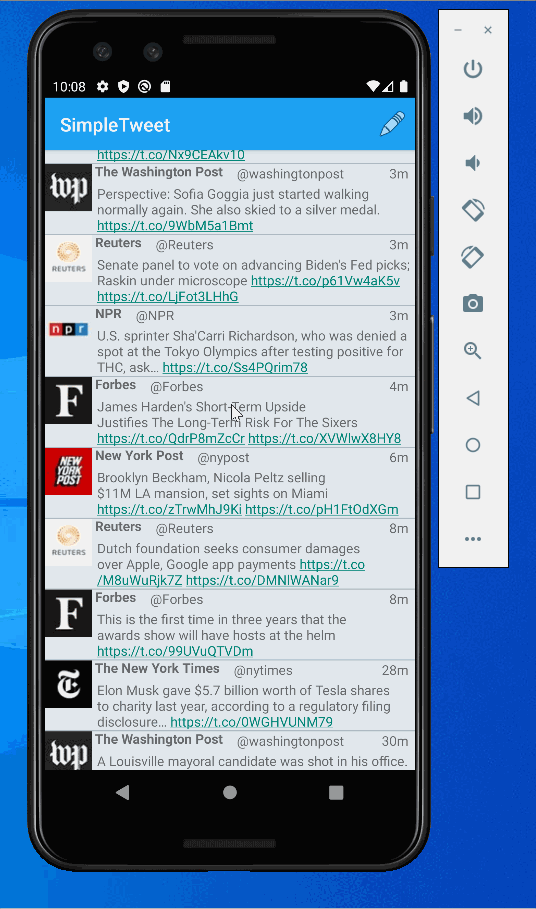 10:08
SimpleTweet
https://t.co/Nx9CEAkv10
wp The Washington Post @washingtonpost 3m
Perspective: Sofia Goggia just started walking
normally again. She also skied to a silver medal.
https://t.co/9WbM5a1Bmt
Reuters @Reuters 3m
REUTERS
Senate panel to vote on advancing Biden's Fed picks;
Raskin under microscope https://t.co/p61Vw4aK5v
https://t.co/LjFot3LHhG
NPR @NPR 3m
n p r
U.S. sprinter Sha'Carri Richardson, who was denied a
spot at the Tokyo Olympics after testing positive for
THC, ask... https://t.co/Ss4PQrim78
F Forbes @Forbes 4m
James Harden's Short-Term Upside
Justifies The Long-Term Risk For The Sixers
https://t.co/QdrP8mZcCr https://t.co/XVWlwX8HY8
New York Post @nypost 6m
NEW
YORK
POST
Brooklyn Beckham, Nicola Peltz selling
$11M LA mansion, set sights on Miami
https://t.co/zTrwMhJ9Ki https://t.co/pH1FtOdXGm
Reuters @Reuters 8m
REUTERS
Dutch foundation seeks consumer damages
over Apple, Google app payments https://t.co
/M8uWuRjk7Z https://t.co/DMNlWANar9
F Forbes @Forbes 8m
This is the first time in three years that the
awards show will have hosts at the helm
https://t.co/99UVuQTVDm
T The New York Times @nytimes 28m
Elon Musk gave $5.7 billion worth of Tesla shares
to charity last year, according to a regulatory filing
disclosure... https://t.co/0WGHVUNM79
wp The Washington Post @washingtonpost 30m
A Louisville mayoral candidate was shot in his office.